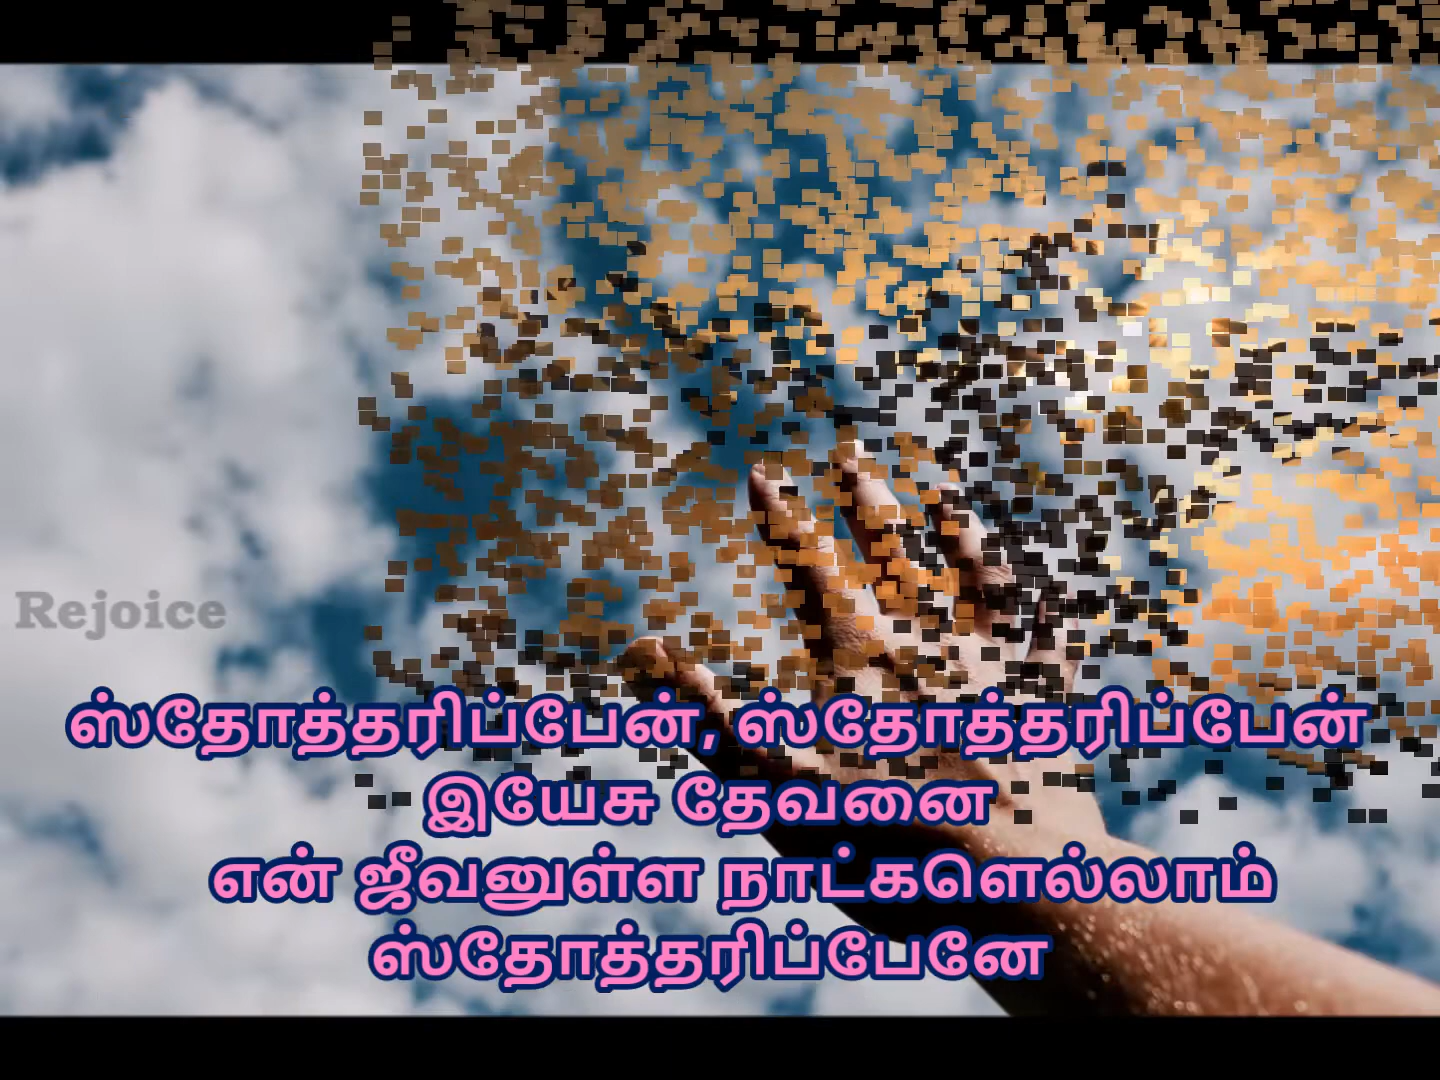 Rejoice
ஸ்தோத்தரிப்பேன், ஸ்தோத்தரிப்பேன்
இயேசு தேவனை
என் ஜீவனுள்ள நாட்களெல்லாம்
ஸ்தோத்தரிப்பேனே